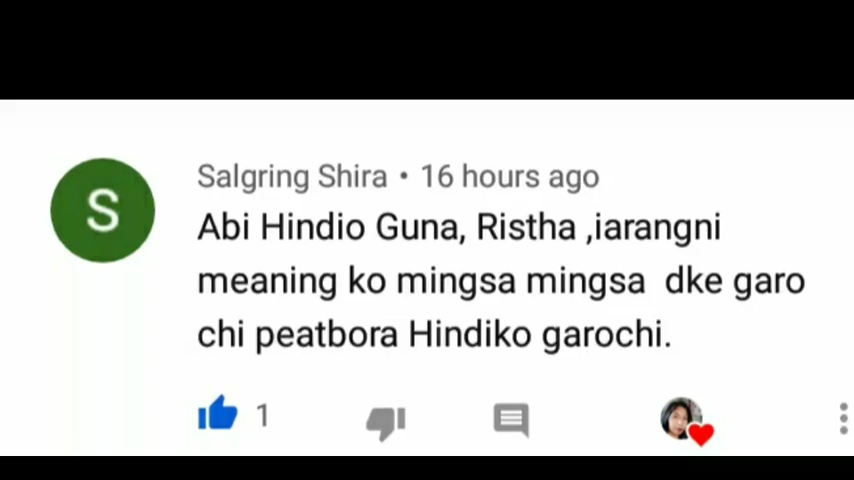 S
Salgring Shira • 16 hours ago
Abi Hindio Guna, Ristha ,iarangni
meaning ko mingsa mingsa  dke garo
chi peatbora Hindiko garochi.
1